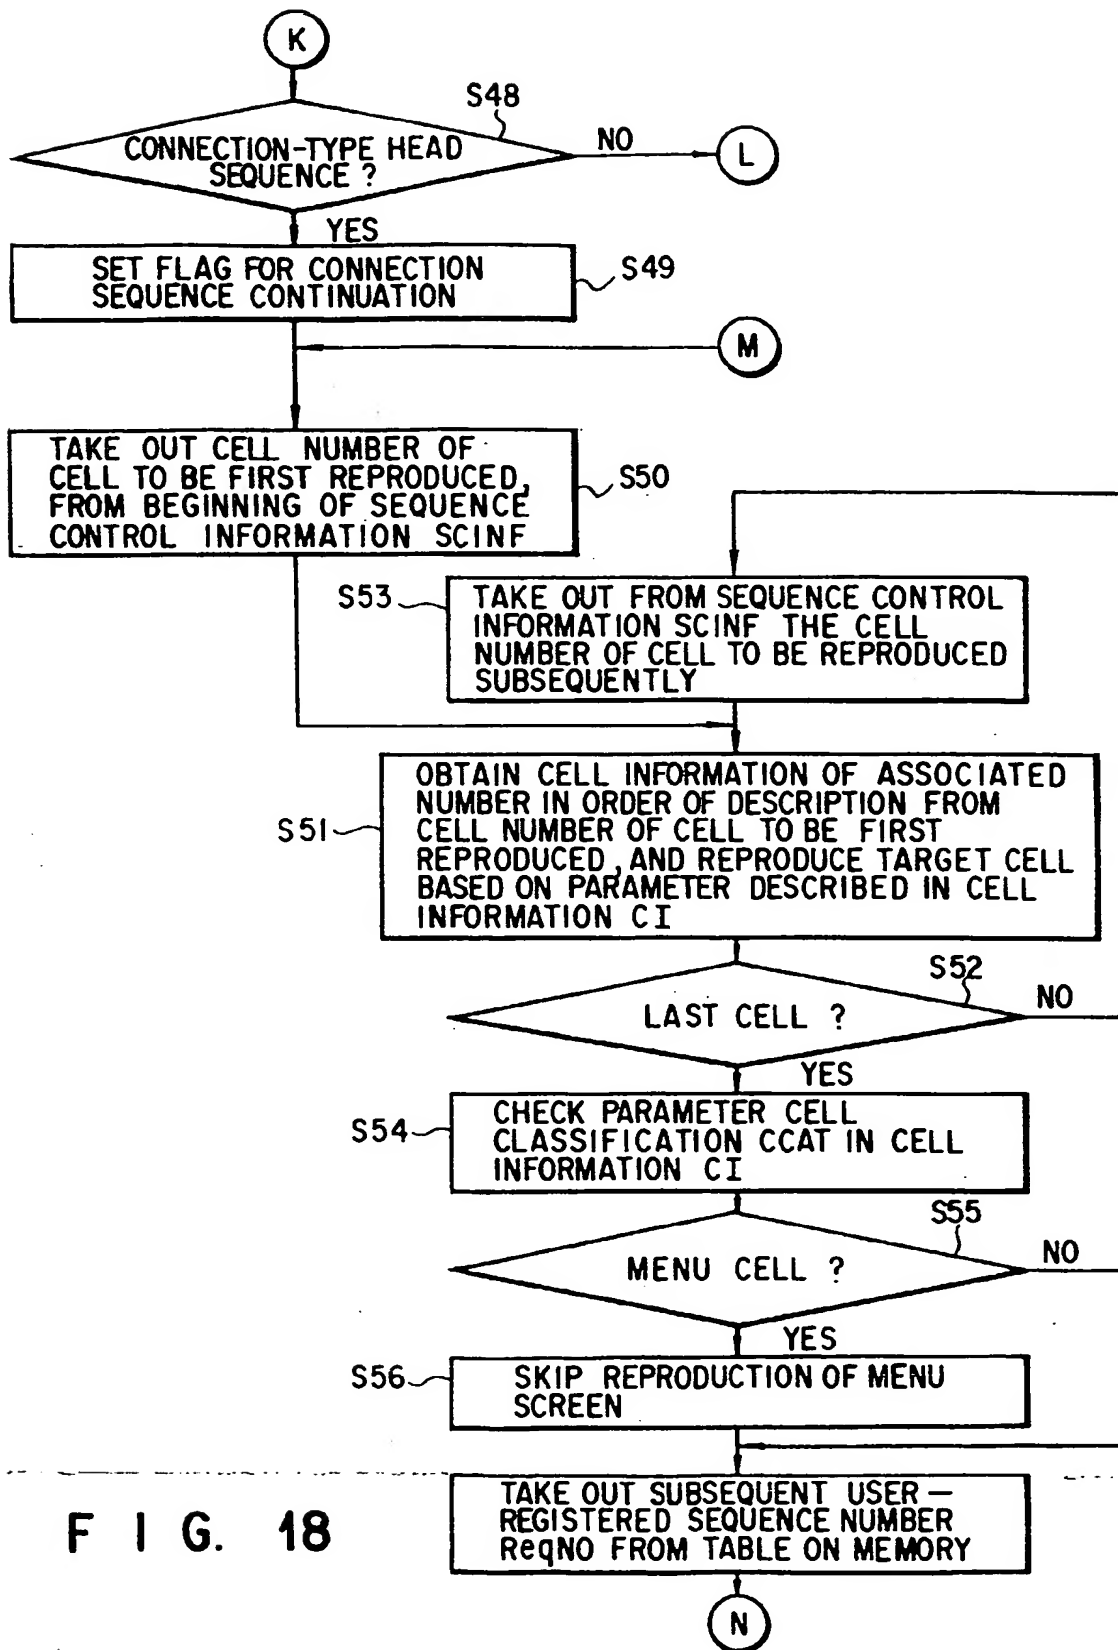 K
S48
CONNECTION-TYPE HEAD
SEQUENCE ?
NO
L
YES
SET FLAG FOR CONNECTION
SEQUENCE CONTINUATION
S49
M
TAKE OUT CELL NUMBER OF
CELL TO BE FIRST REPRODUCED,
FROM BEGINNING OF SEQUENCE
CONTROL INFORMATION SCINF
S50
S53
TAKE OUT FROM SEQUENCE CONTROL
INFORMATION SCINF THE CELL
NUMBER OF CELL TO BE REPRODUCED
SUBSEQUENTLY
S51
OBTAIN CELL INFORMATION OF ASSOCIATED
NUMBER IN ORDER OF DESCRIPTION FROM
CELL NUMBER OF CELL TO BE FIRST
REPRODUCED, AND REPRODUCE TARGET CELL
BASED ON PARAMETER DESCRIBED IN CELL
INFORMATION CI
S52
LAST CELL ?
NO
YES
S54
CHECK PARAMETER CELL
CLASSIFICATION CCAT IN CELL
INFORMATION CI
S55
MENU CELL ?
NO
YES
S56
SKIP REPRODUCTION OF MENU
SCREEN
TAKE OUT SUBSEQUENT USER—
REGISTERED SEQUENCE NUMBER
ReqNO FROM TABLE ON MEMORY
N
FIG. 18